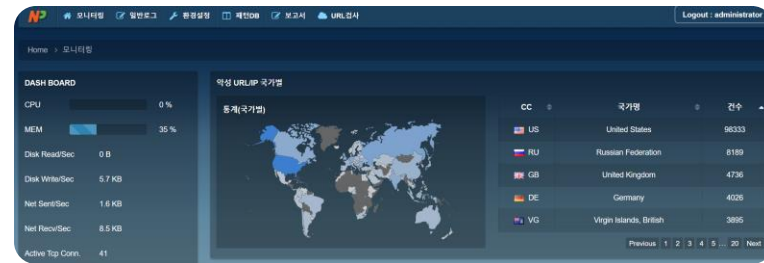 NP 모니터링 일반로그 환경설정 패턴DB 보고서 URL검사 Logout : administrator
Home > 모니터링
DASH BOARD
CPU 0 %
MEM 35 %
Disk Read/Sec 0 B
Disk Write/Sec 5.7 KB
Net Sent/Sec 1.6 KB
Net Recv/Sec 8.5 KB
Active Tcp Conn. 41
악성 URL/IP 국가별
통계(국가별)
CC 국가명 건수
US United States 98333
RU Russian Federation 8189
GB United Kingdom 4736
DE Germany 4026
VG Virgin Islands, British 3895
Previous 1 2 3 4 5 ... 20 Next